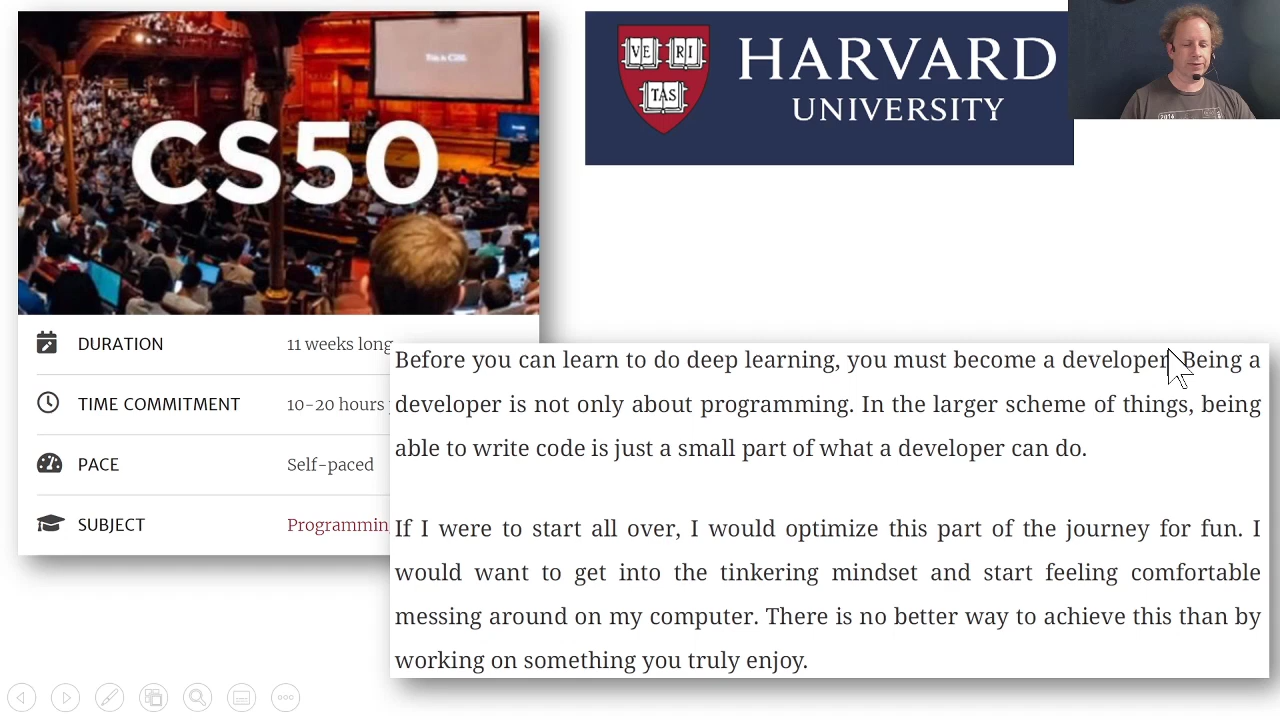 This is CS50.
CS50
VE RI
TAS
HARVARD
UNIVERSITY
2014
DURATION 11 weeks long
TIME COMMITMENT 10–20 hours
PACE Self-paced
SUBJECT Programmin
Before you can learn to do deep learning, you must become a developer. Being a
developer is not only about programming. In the larger scheme of things, being
able to write code is just a small part of what a developer can do.
If I were to start all over, I would optimize this part of the journey for fun. I
would want to get into the tinkering mindset and start feeling comfortable
messing around on my computer. There is no better way to achieve this than by
working on something you truly enjoy.